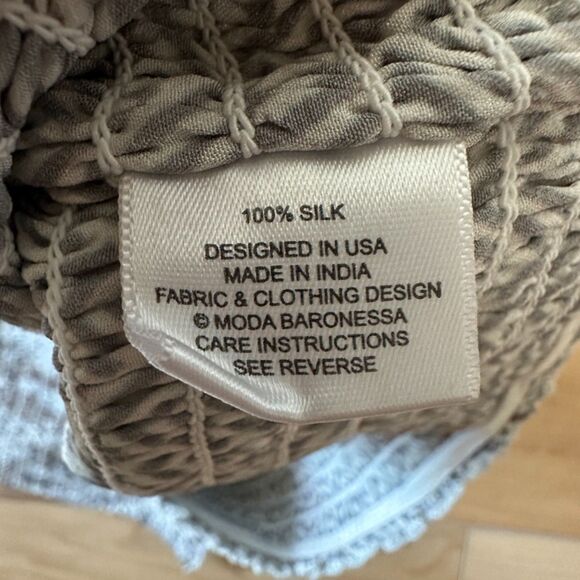 100% SILK
DESIGNED IN USA
MADE IN INDIA
FABRIC & CLOTHING DESIGN
© MODA BARONESSA
CARE INSTRUCTIONS
SEE REVERSE